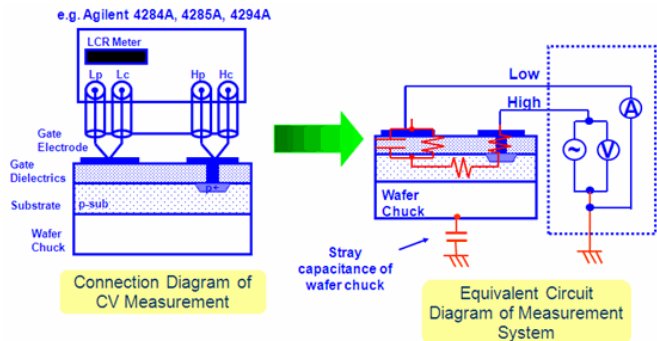 e.g. Agilent 4284A, 4285A, 4294A
LCR Meter
Lp Lc Hp Hc
Gate
Electrode
Gate
Dielectrics
Substrate
p-sub
p+
Wafer
Chuck
Connection Diagram of
CV Measurement
Low
High
A
~
V
Wafer
Chuck
Stray
capacitance of
wafer chuck
Equivalent Circuit
Diagram of Measurement
System